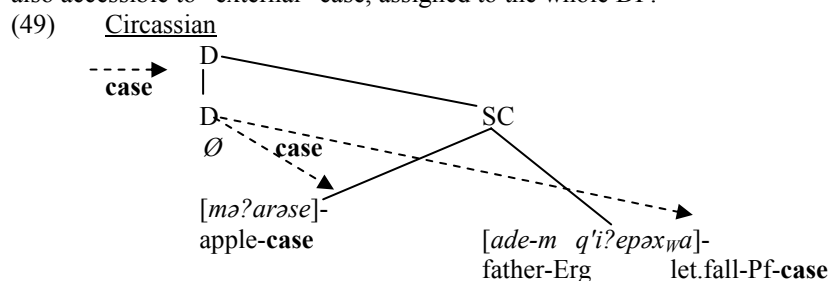 also accessible to "external" case, assigned to the whole DP?
(49) Circassian
D
case
D SC
Ø case
[məʔarəse]-
apple-case [ade-m q'iʔepəxWa]-
father-Erg let.fall-Pf-case